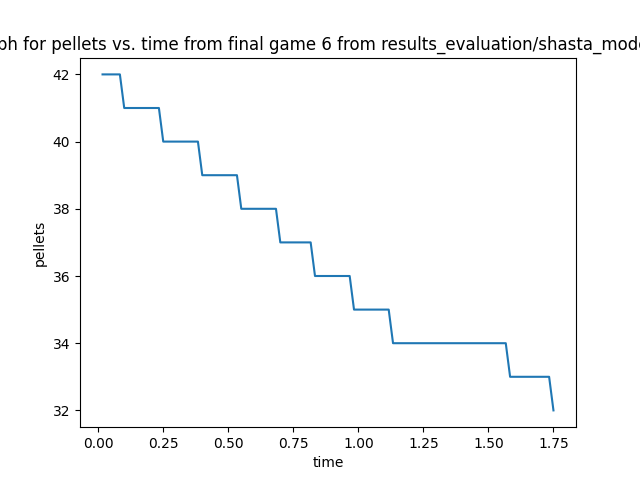 ph for pellets vs. time from final game 6 from results_evaluation/shasta_mod
42
40
38
36
34
32
pellets
0.00 0.25 0.50 0.75 1.00 1.25 1.50 1.75
time